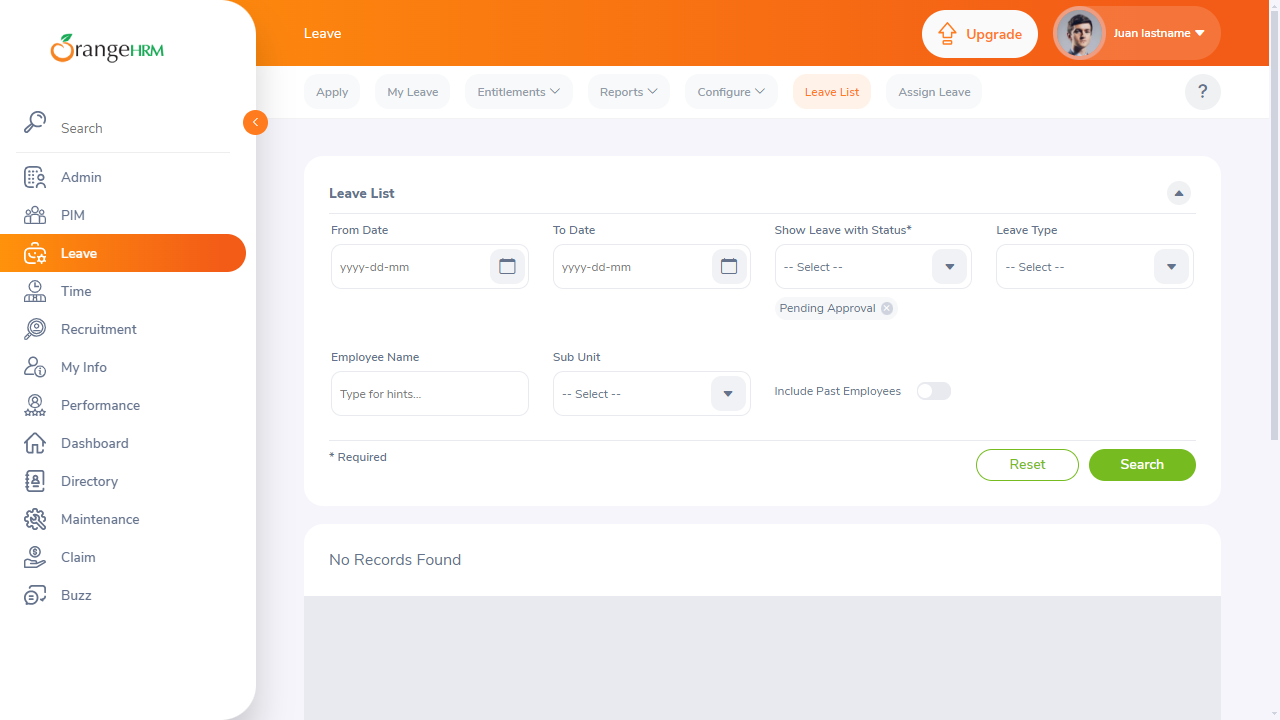 OrangeHRM
Leave
Upgrade
Juan lastname
Search
Admin
PIM
Leave
Time
Recruitment
My Info
Performance
Dashboard
Directory
Maintenance
Claim
Buzz
Apply
My Leave
Entitlements
Reports
Configure
Leave List
Assign Leave
?
Leave List
From Date
To Date
Show Leave with Status*
Leave Type
yyyy-dd-mm
yyyy-dd-mm
-- Select --
-- Select --
Pending Approval
Employee Name
Sub Unit
Type for hints...
-- Select --
Include Past Employees
* Required
Reset
Search
No Records Found